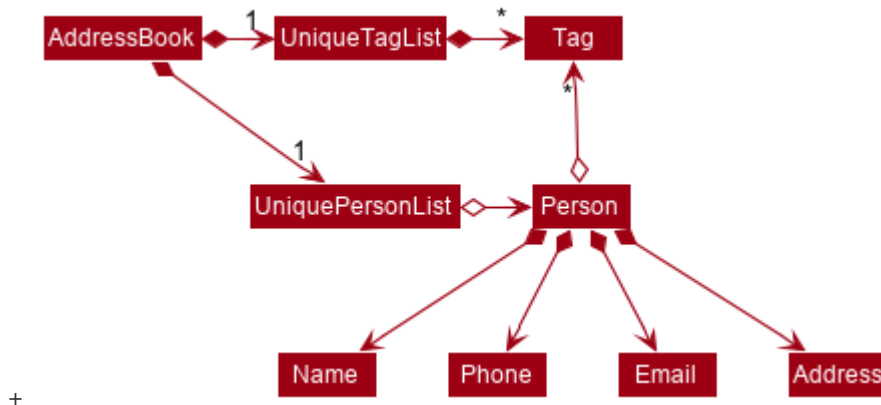 AddressBook 1 UniqueTagList * Tag
*
1
UniquePersonList Person
Name Phone Email Address
+